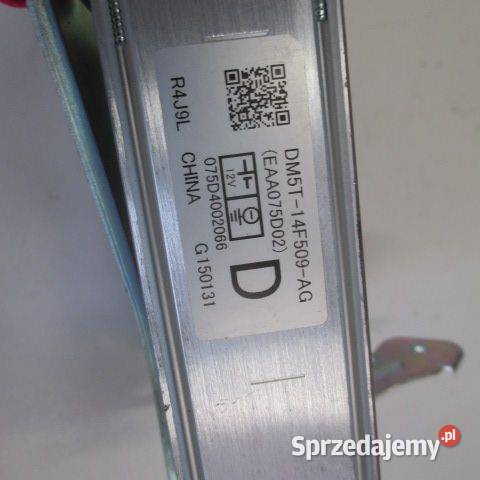 DM5T-14F509-AG
(EAA075D02)
12V
D
075D4002066
G150131
CHINA
R4J9L
Sprzedajemy.pl